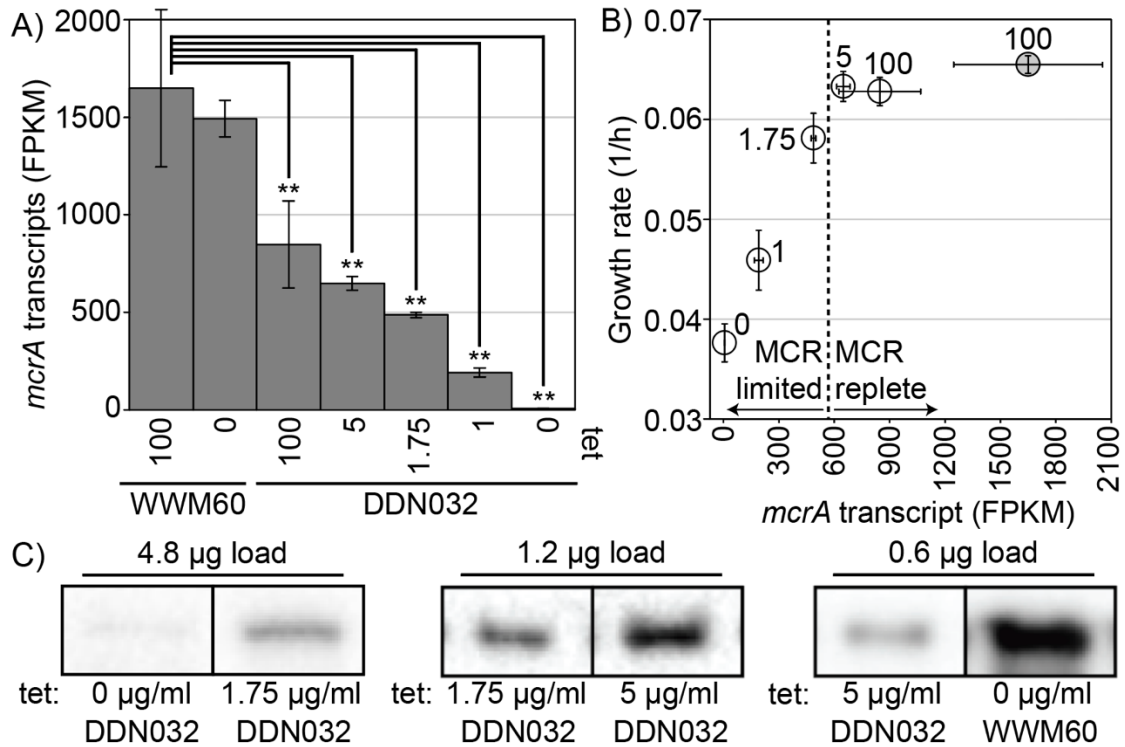 A)
mcrA transcripts (FPKM)
2000
1500
1000
500
0
**
**
**
**
**
100 0 100 5 1.75 1 0 tet
WWM60 DDN032
B)
Growth rate (1/h)
0.07
0.06
0.05
0.04
0.03
100
5 100
1.75
1
0
MCR MCR
limited replete
0 300 600 900 1200 1500 1800 2100
mcrA transcript (FPKM)
C)
4.8 µg load 1.2 µg load 0.6 µg load
tet: 0 µg/ml 1.75 µg/ml tet: 1.75 µg/ml 5 µg/ml tet: 5 µg/ml 0 µg/ml
DDN032 DDN032 DDN032 DDN032 DDN032 WWM60